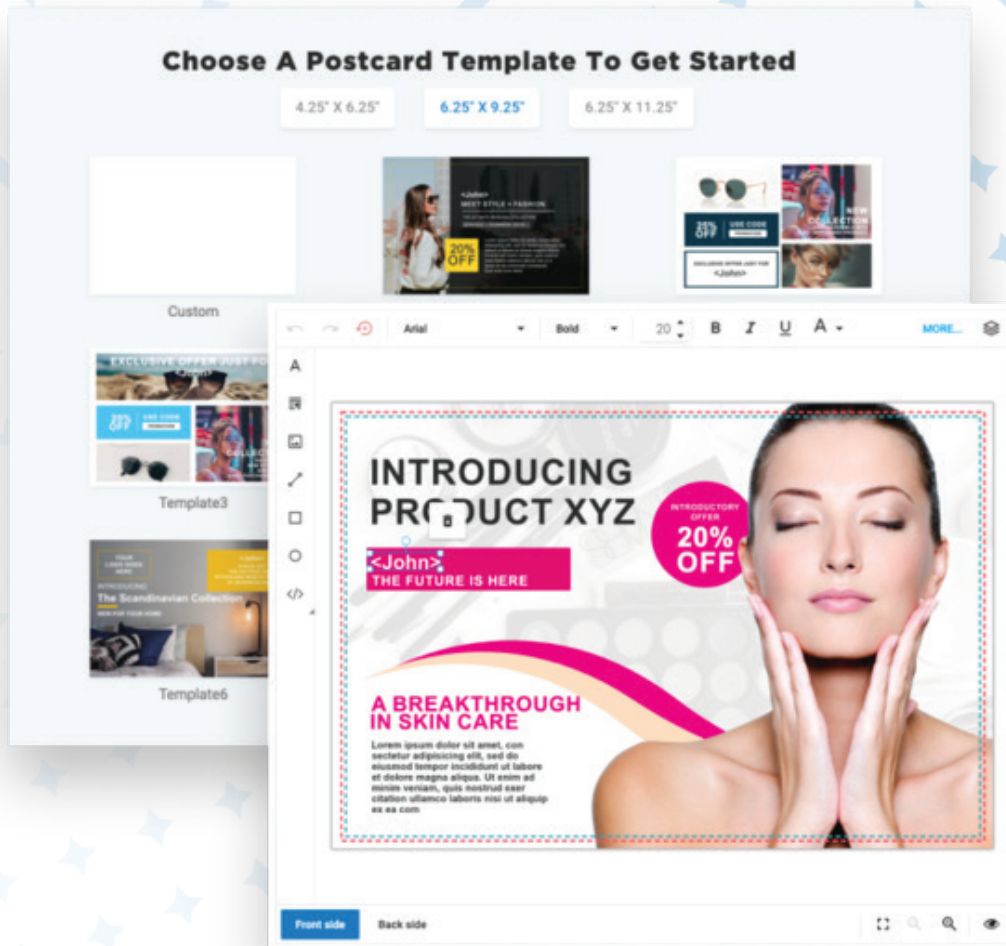 Choose A Postcard Template To Get Started
4.25" X 6.25"
6.25" X 9.25"
6.25" X 11.25"
<John>
MEET STYLE + FASHION
20%
OFF
NEW
COLLECTION
25%
OFF
USE CODE
EXCLUSIVE OFFER JUST FOR
<John>
Custom
EXCLUSIVE OFFER JUST FO
<John>
USE CODE
OFF
Template3
YOUR
LOGO GOES
HERE
INTRODUCING
The Scandinavian Collection
NEW FOR YOUR HOME
Template6
Arial
Bold
20
B
I
U
A
MORE...
A
</>
INTRODUCING
PRODUCT XYZ
<John>
THE FUTURE IS HERE
INTRODUCTORY
OFFER
20%
OFF
A BREAKTHROUGH
IN SKIN CARE
Lorem ipsum dolor sit amet, con
sectetur adipisicing elit, sed do
eiusmod tempor incididunt ut labore
et dolore magna aliqua. Ut enim ad
minim veniam, quis nostrud exer
citation ullamco laboris nisi ut aliquip
ex ea com
Front side
Back side